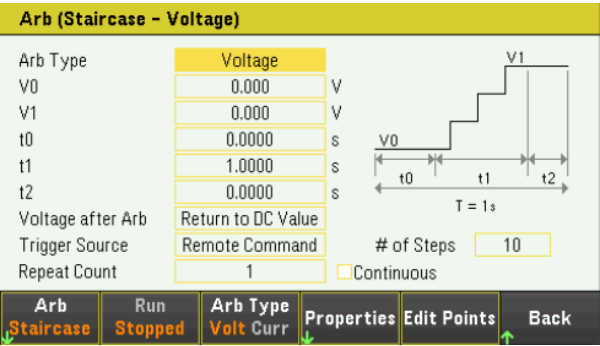 Arb (Staircase - Voltage)
Arb Type Voltage
V0 0.000 V
V1 0.000 V
t0 0.0000 s
t1 1.0000 s
t2 0.0000 s
Voltage after Arb Return to DC Value
Trigger Source Remote Command
Repeat Count 1
V1
V0
t0 t1 t2
T = 1s
# of Steps 10
Continuous
Arb Staircase
Run Stopped
Arb Type Volt Curr
Properties
Edit Points
Back